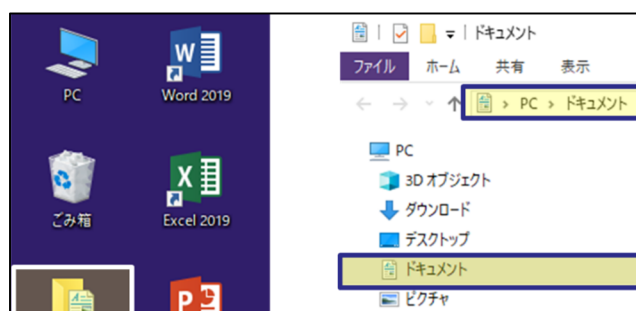 PC
Word 2019
ごみ箱
Excel 2019
ドキュメント
ファイル ホーム 共有 表示
PC > ドキュメント
PC
3D オブジェクト
ダウンロード
デスクトップ
ドキュメント
ピクチャ